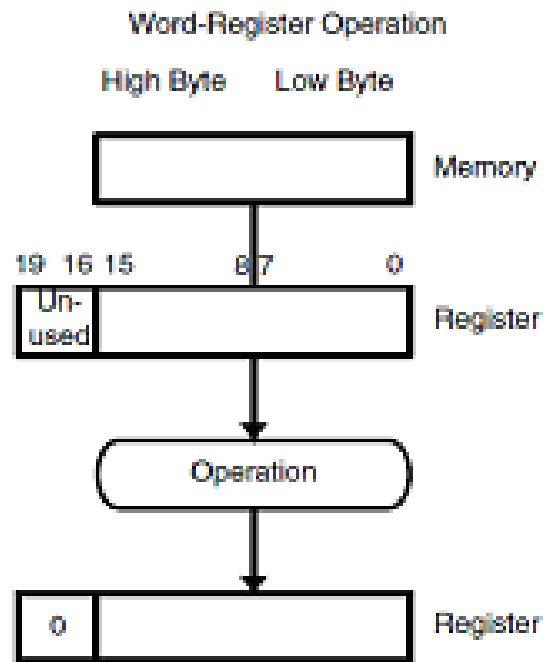 Word-Register Operation
High Byte Low Byte
Memory
19 16 15 8 7 0
Un-
used
Register
Operation
0
Register